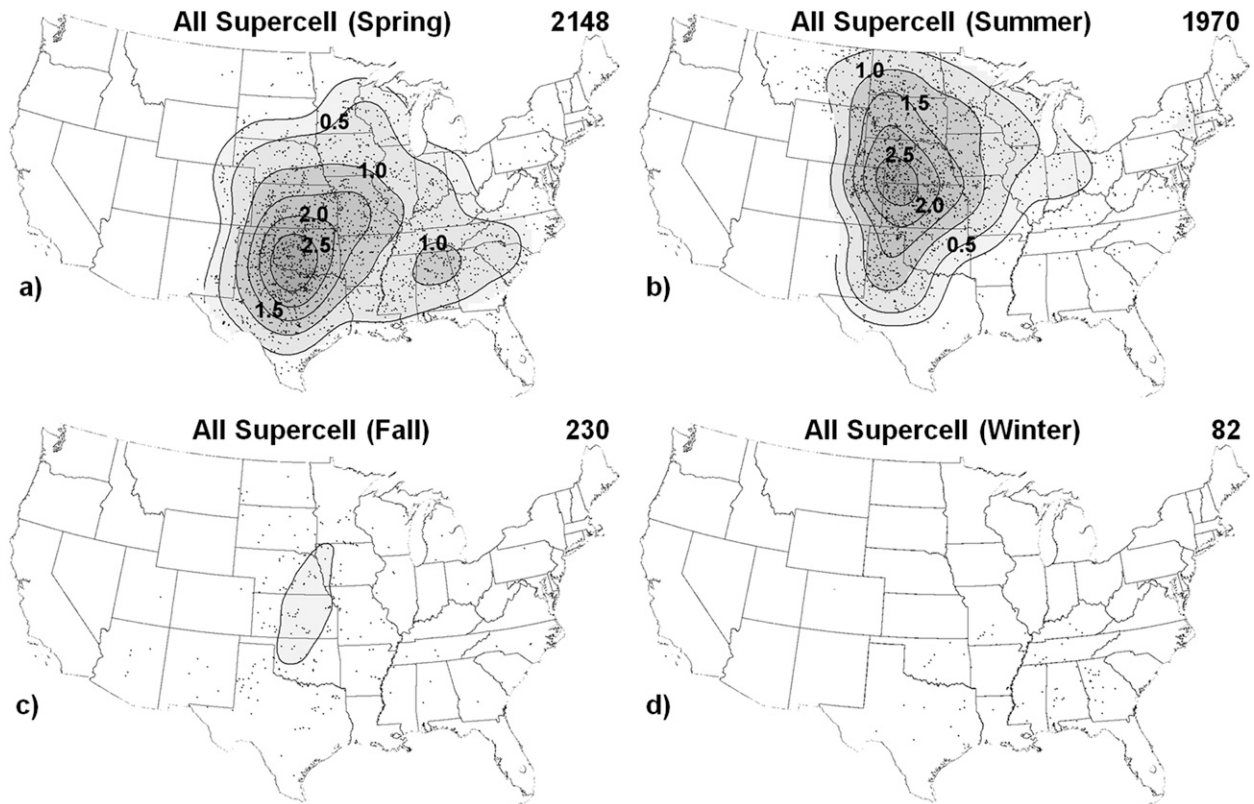 All Supercell (Spring) 2148
0.5
1.0
2.0
2.5
1.0
1.5
a)
All Supercell (Summer) 1970
1.0
1.5
2.5
2.0
0.5
b)
All Supercell (Fall) 230
c)
All Supercell (Winter) 82
d)